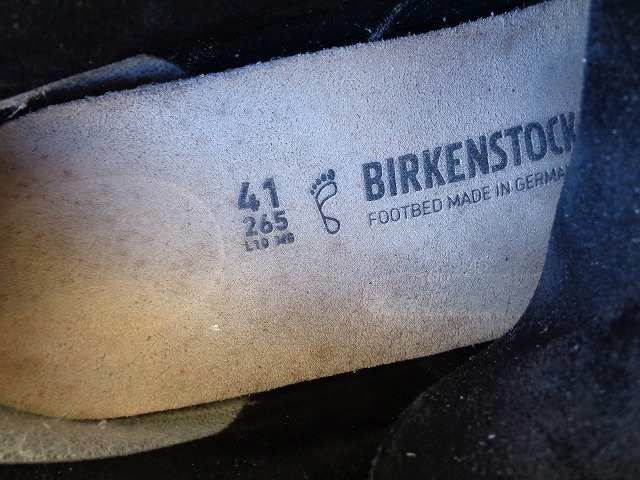 41
265
L10 M8
BIRKENSTOCK
FOOTBED MADE IN GERMA